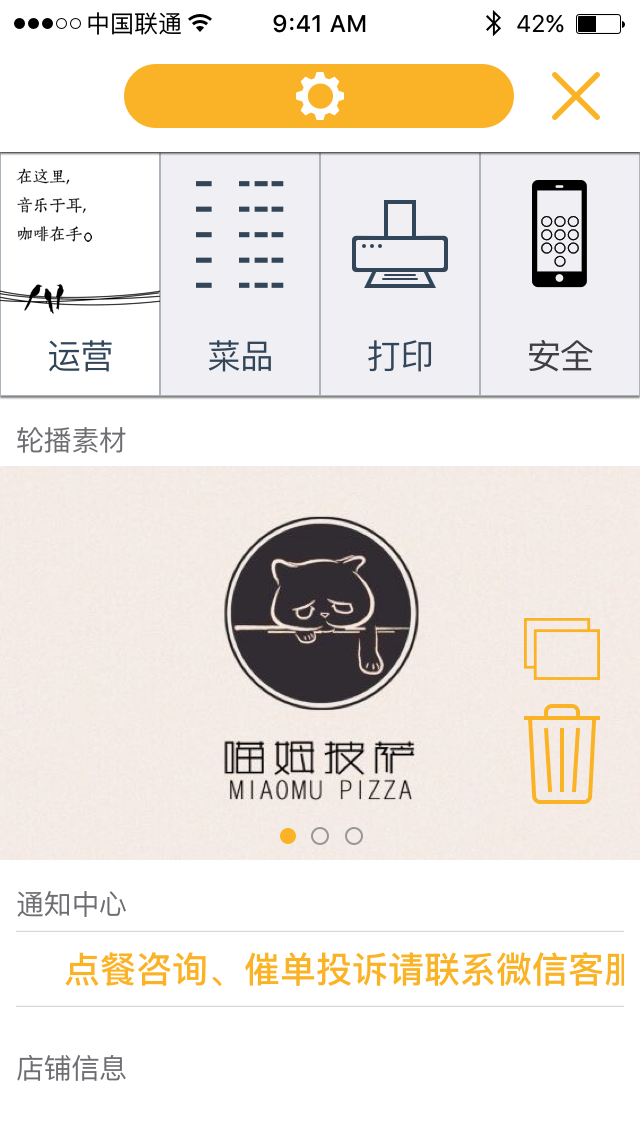 中国联通 9:41 AM 42%
在这里,
音乐于耳,
咖啡在手。
运营 菜品 打印 安全
轮播素材
喵姆披萨
MIAOMU PIZZA
通知中心
点餐咨询、催单投诉请联系微信客服
店铺信息